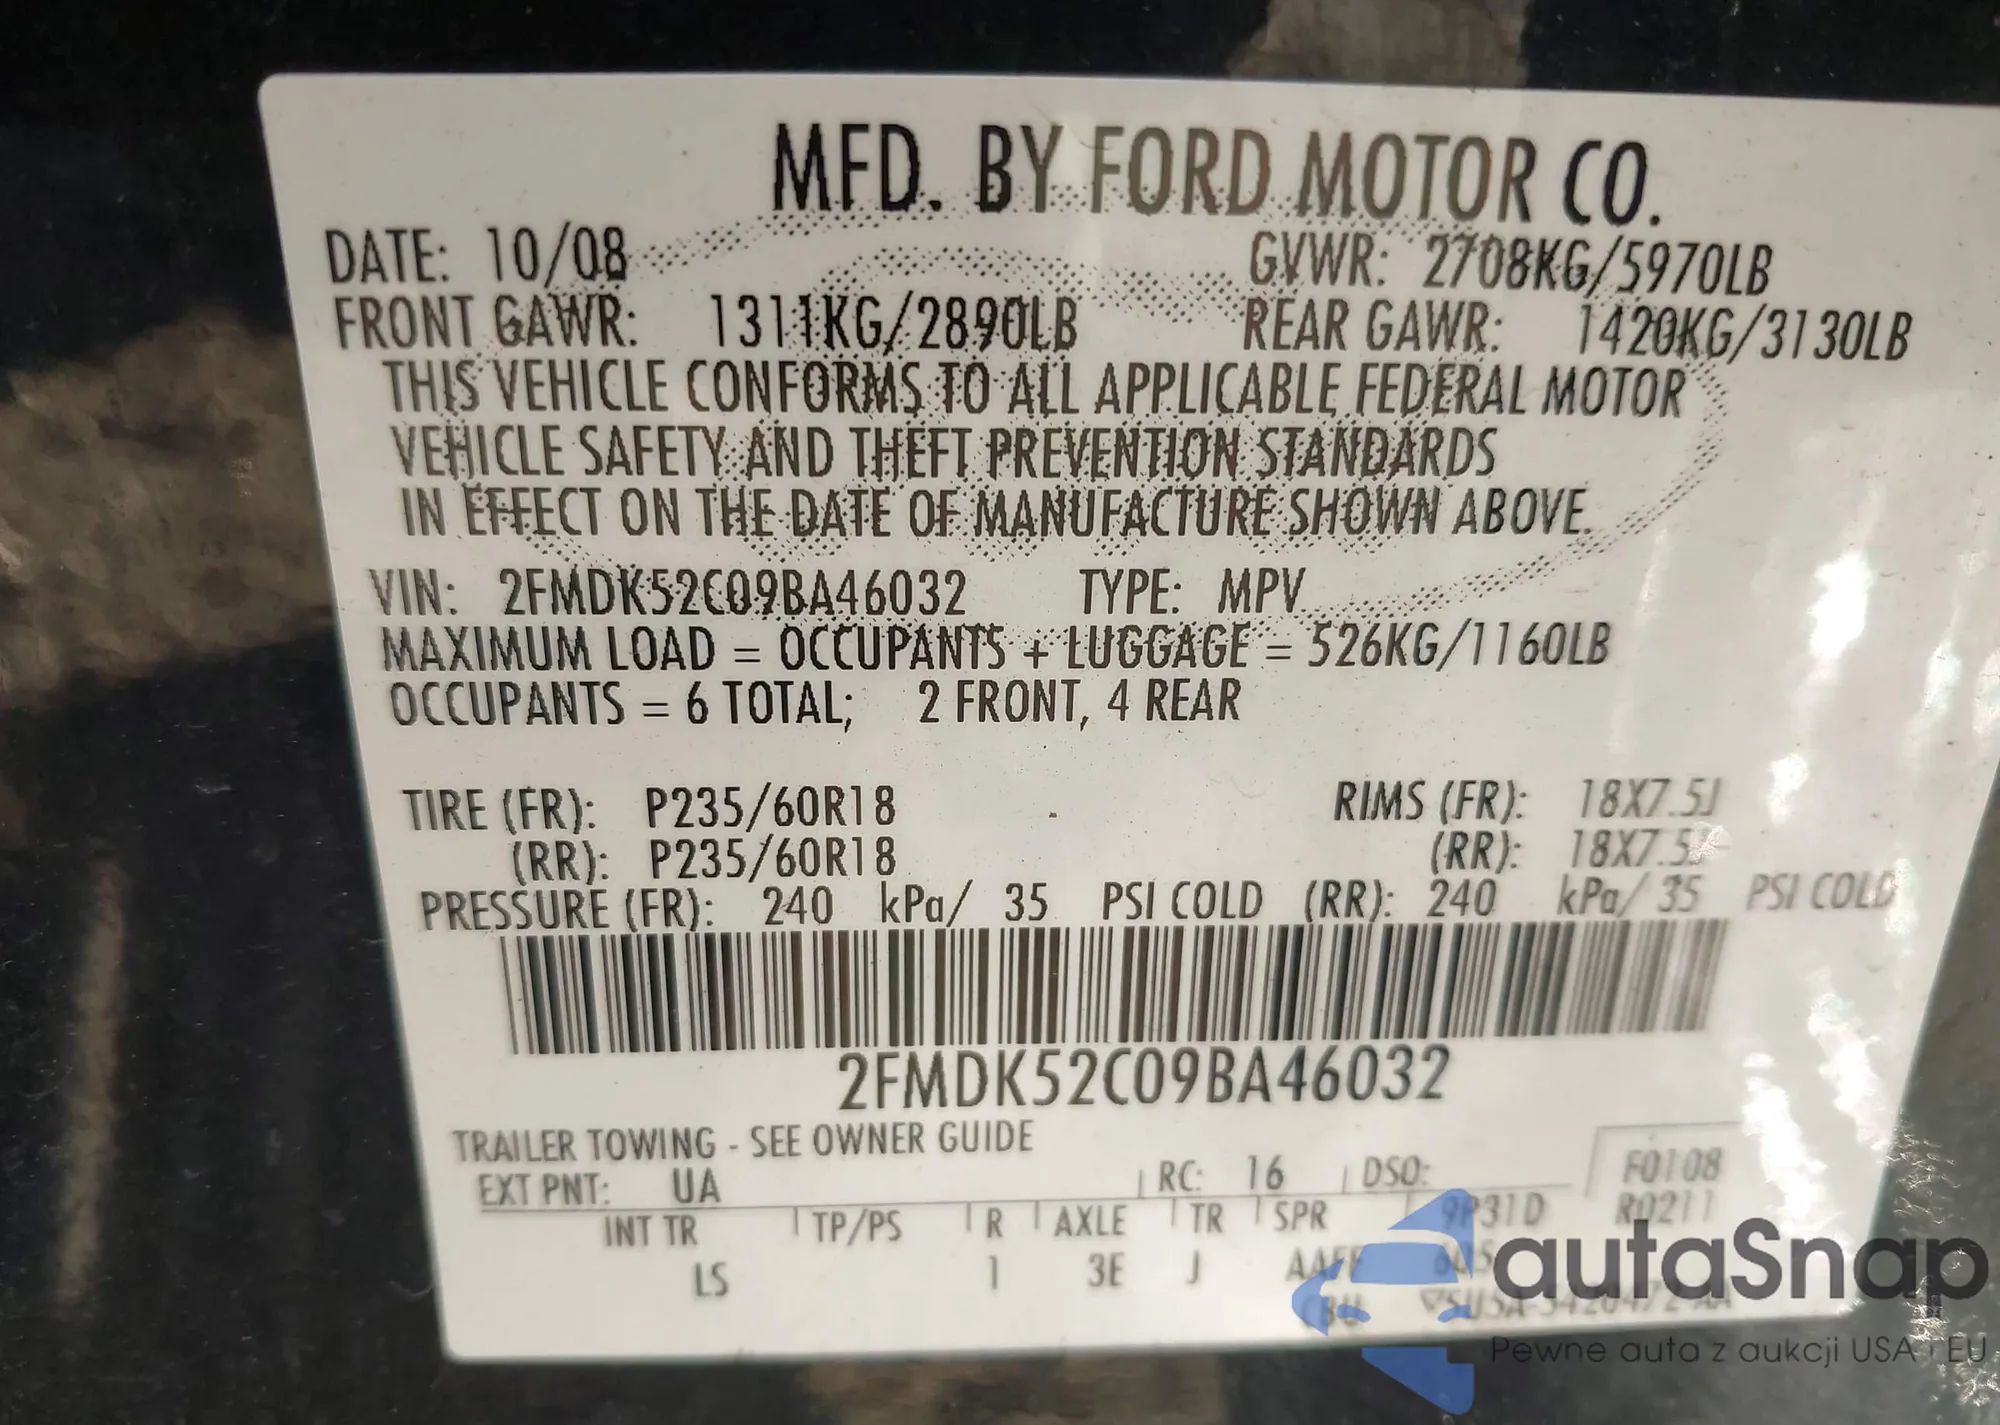 MFD. BY FORD MOTOR CO.
DATE: 10/08 GVWR: 2708KG/5970LB
FRONT GAWR: 1311KG/2890LB REAR GAWR: 1420KG/3130LB
THIS VEHICLE CONFORMS TO ALL APPLICABLE FEDERAL MOTOR
VEHICLE SAFETY AND THEFT PREVENTION STANDARDS
IN EFFECT ON THE DATE OF MANUFACTURE SHOWN ABOVE.
VIN: 2FMDK52C09BA46032 TYPE: MPV
MAXIMUM LOAD = OCCUPANTS + LUGGAGE = 526KG/1160LB
OCCUPANTS = 6 TOTAL; 2 FRONT, 4 REAR
TIRE (FR): P235/60R18 RIMS (FR): 18X7.5J
(RR): P235/60R18 (RR): 18X7.5J
PRESSURE (FR): 240 kPa/ 35 PSI COLD (RR): 240 kPa/ 35 PSI COLD
2FMDK52C09BA46032
TRAILER TOWING - SEE OWNER GUIDE
EXT PNT: UA RC: 16 DSO: F0108
INT TR TP/PS R AXLE TR SPR 9P31D R0211
LS 1 3E J
autaSnap
Pewne auta z aukcji USA i EU